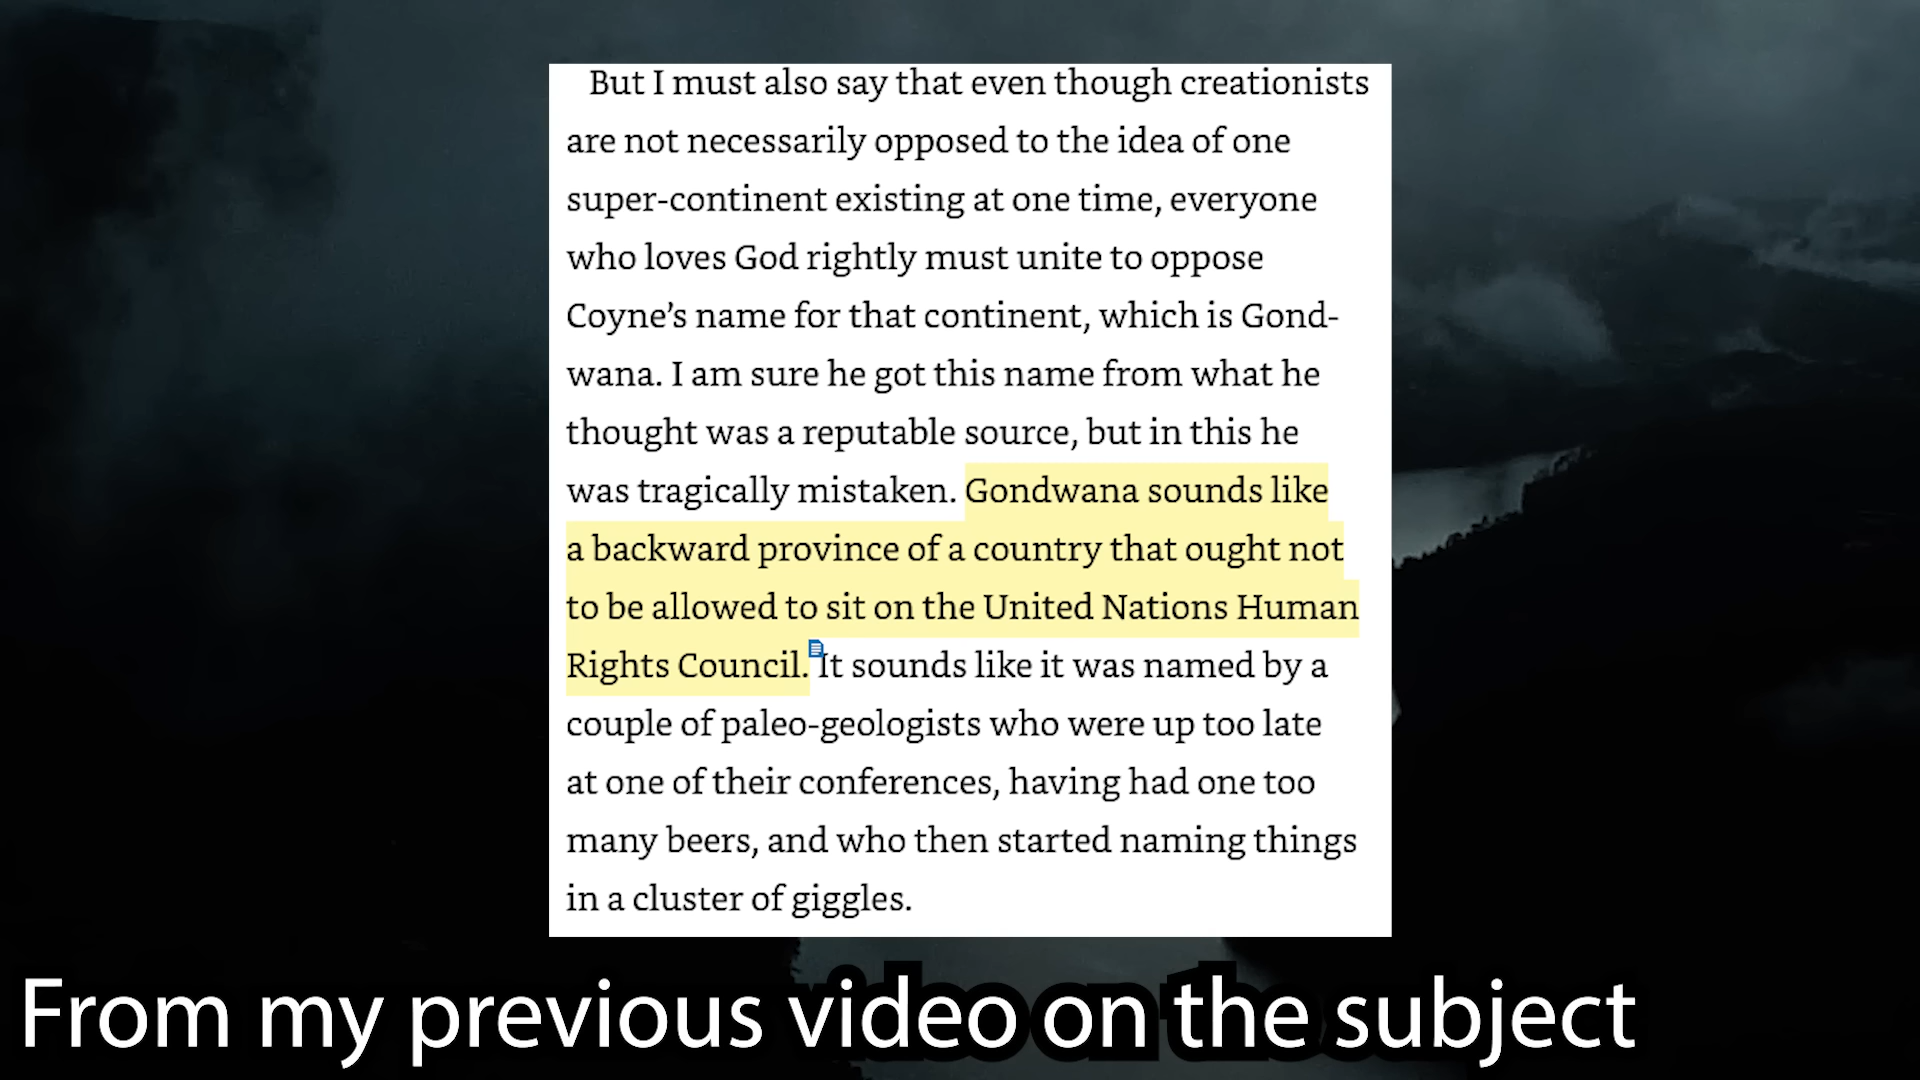 But I must also say that even though creationists
are not necessarily opposed to the idea of one
super-continent existing at one time, everyone
who loves God rightly must unite to oppose
Coyne’s name for that continent, which is Gond-
wana. I am sure he got this name from what he
thought was a reputable source, but in this he
was tragically mistaken. Gondwana sounds like
a backward province of a country that ought not
to be allowed to sit on the United Nations Human
Rights Council. It sounds like it was named by a
couple of paleo-geologists who were up too late
at one of their conferences, having had one too
many beers, and who then started naming things
in a cluster of giggles.
From my previous video on the subject